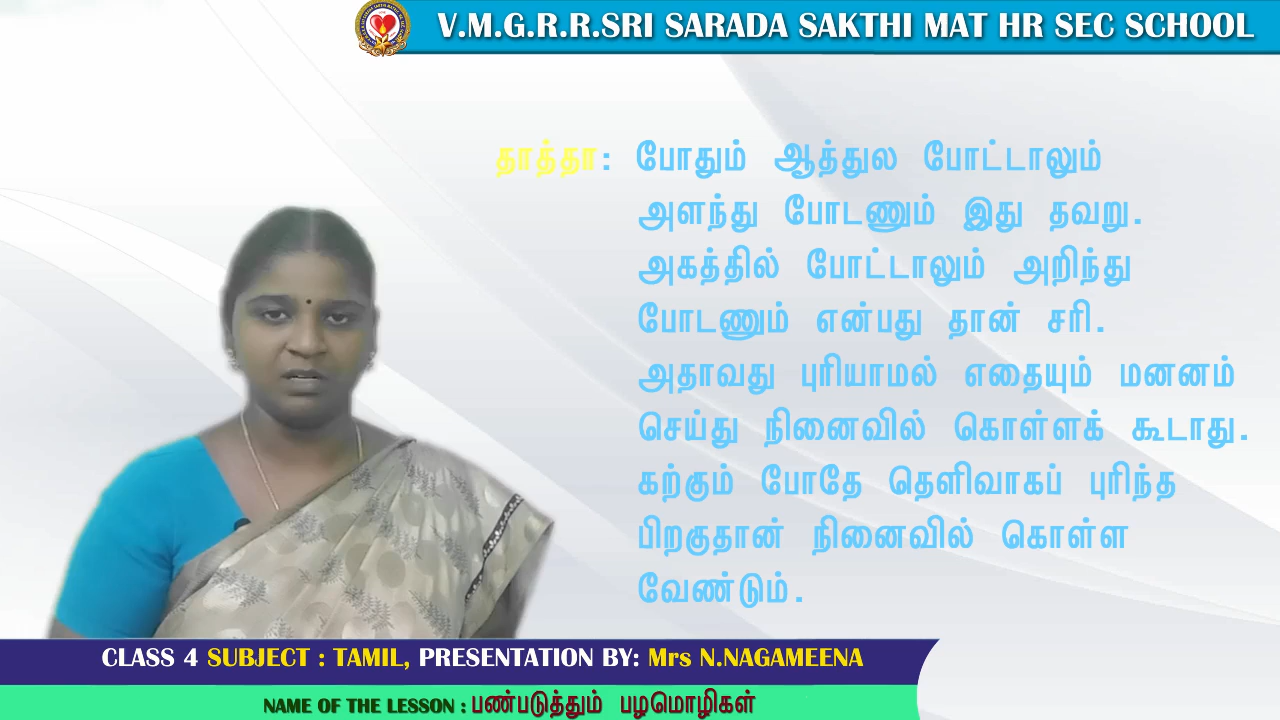 V.M.G.R.R.SRI SARADA SAKTHI MAT HR SEC SCHOOL
தாத்தா: போதும் ஆத்துல போட்டாலும்
அளந்து போடணும் இது தவறு.
அகத்தில் போட்டாலும் அறிந்து
போடணும் என்பது தான் சரி.
அதாவது புரியாமல் எதையும் மனனம்
செய்து நினைவில் கொள்ளக் கூடாது.
கற்கும் போதே தெளிவாகப் புரிந்த
பிறகுதான் நினைவில் கொள்ள
வேண்டும்.
CLASS 4 SUBJECT : TAMIL, PRESENTATION BY: Mrs N.NAGAMEENA
NAME OF THE LESSON : பண்படுத்தும் பழமொழிகள்